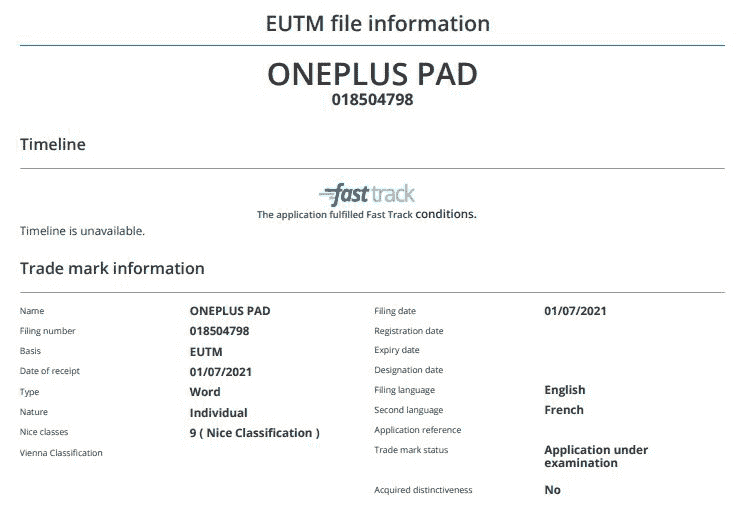 EUTM file information
ONEPLUS PAD
018504798
Timeline
fast track
The application fulfilled Fast Track conditions.
Timeline is unavailable.
Trade mark information
Name ONEPLUS PAD
Filing number 018504798
Basis EUTM
Date of receipt 01/07/2021
Type Word
Nature Individual
Nice classes 9 ( Nice Classification )
Vienna Classification
Filing date 01/07/2021
Registration date
Expiry date
Designation date
Filing language English
Second language French
Application reference
Trade mark status Application under
examination
Acquired distinctiveness No